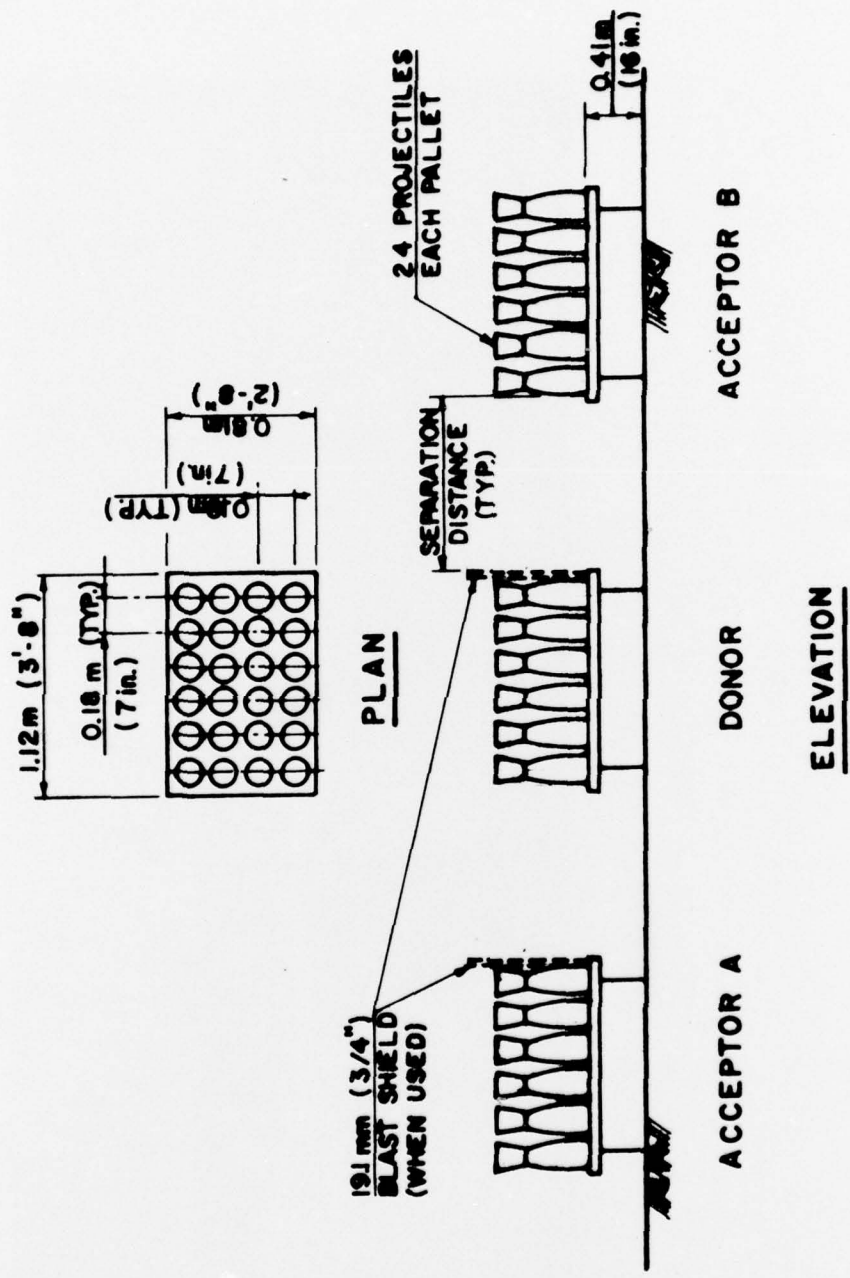 1.12m (3'-8")
0.18 m (TYP.)
(7 in.)
(TYP.)
(7 in.)
0.81m
(2'-8")
PLAN
19.1 mm (3/4")
BLAST SHIELD
(WHEN USED)
SEPARATION
DISTANCE
(TYP.)
24 PROJECTILES
EACH PALLET
0.41m
(16 in.)
ACCEPTOR A
DONOR
ACCEPTOR B
ELEVATION